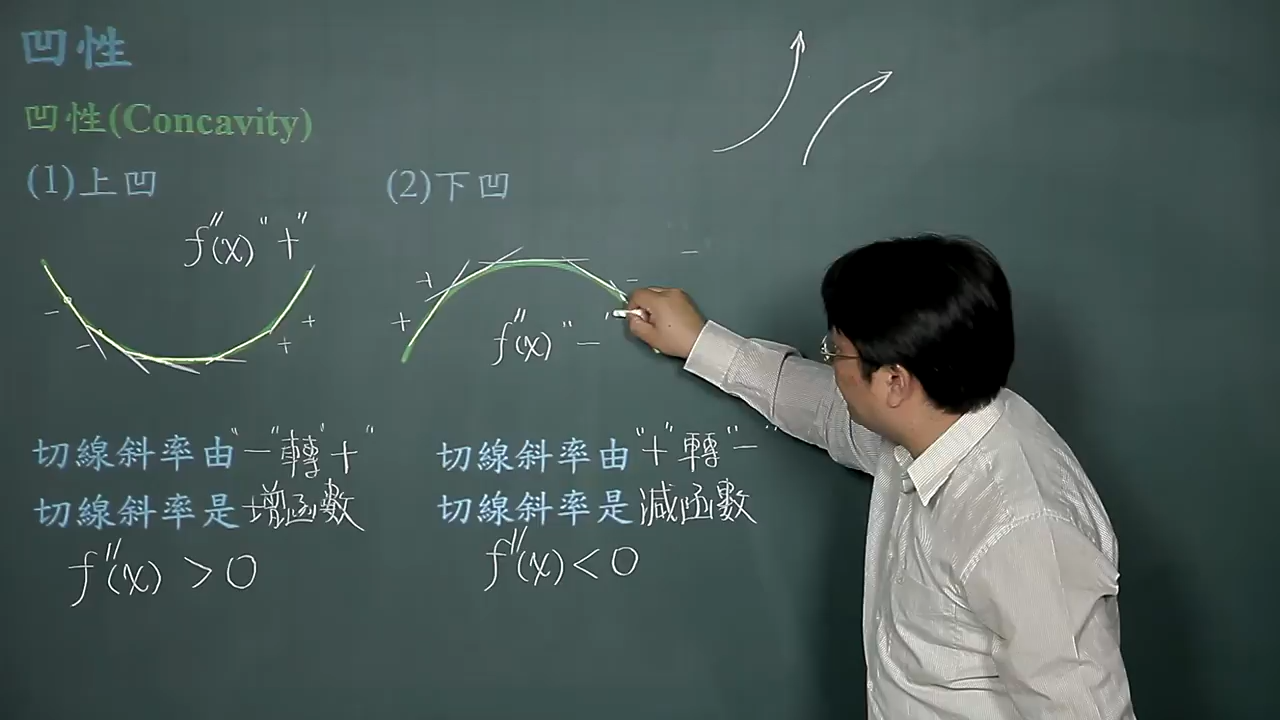 凹性
凹性(Concavity)
(1)上凹
f"(x) "+"
- - + +
切線斜率由"-"轉"+"
切線斜率是增函數
f"(x) > 0
(2)下凹
+ + - -
f"(x) "-"
切線斜率由"+"轉"-"
切線斜率是減函數
f"(x) < 0